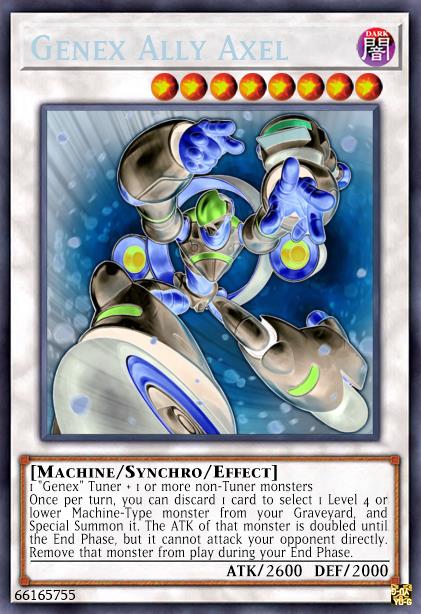 Genex Ally Axel
DARK
闇
[Machine/Synchro/Effect]
1 "Genex" Tuner + 1 or more non-Tuner monsters
Once per turn, you can discard 1 card to select 1 Level 4 or
lower Machine-Type monster from your Graveyard, and
Special Summon it. The ATK of that monster is doubled until
the End Phase, but it cannot attack your opponent directly.
Remove that monster from play during your End Phase.
ATK/2600 DEF/2000
66165755